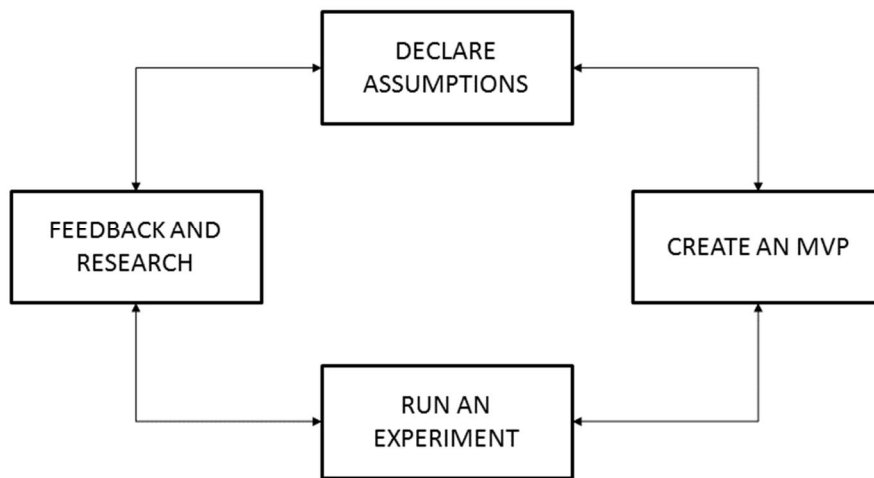 DECLARE
ASSUMPTIONS
FEEDBACK AND
RESEARCH
CREATE AN MVP
RUN AN
EXPERIMENT